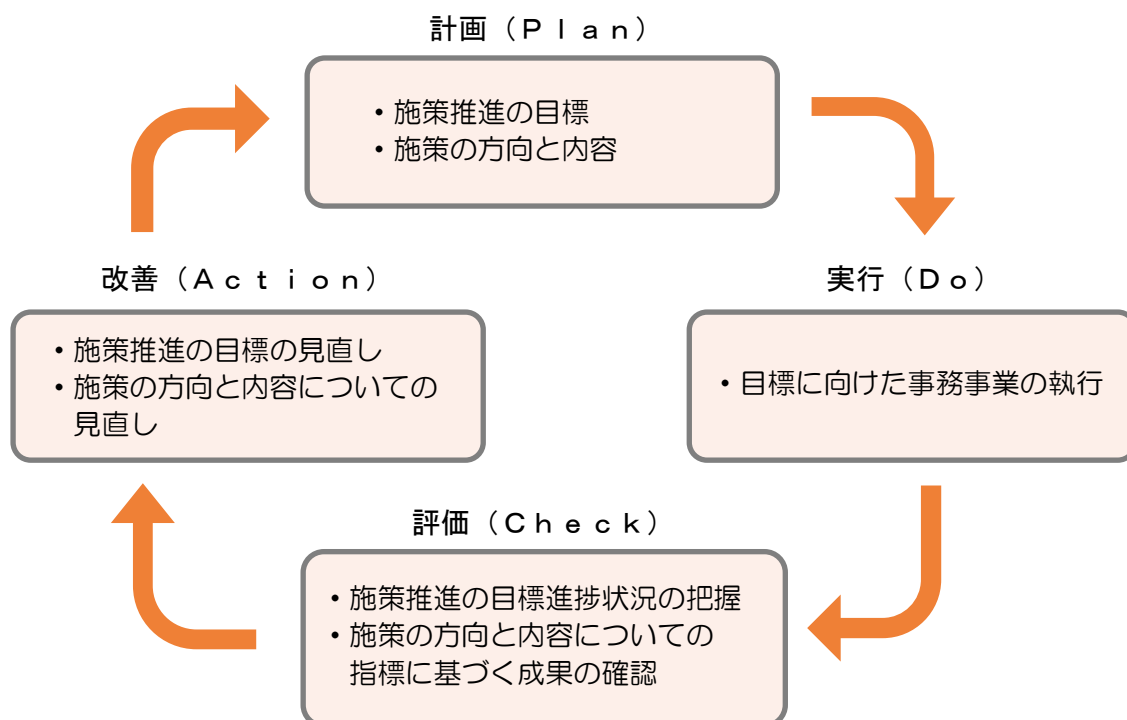 計画（Ｐｌａｎ）
・施策推進の目標
・施策の方向と内容
改善（Ａｃｔｉｏｎ）
・施策推進の目標の見直し
・施策の方向と内容についての
見直し
実行（Ｄｏ）
・目標に向けた事務事業の執行
評価（Ｃｈｅｃｋ）
・施策推進の目標進捗状況の把握
・施策の方向と内容についての
指標に基づく成果の確認